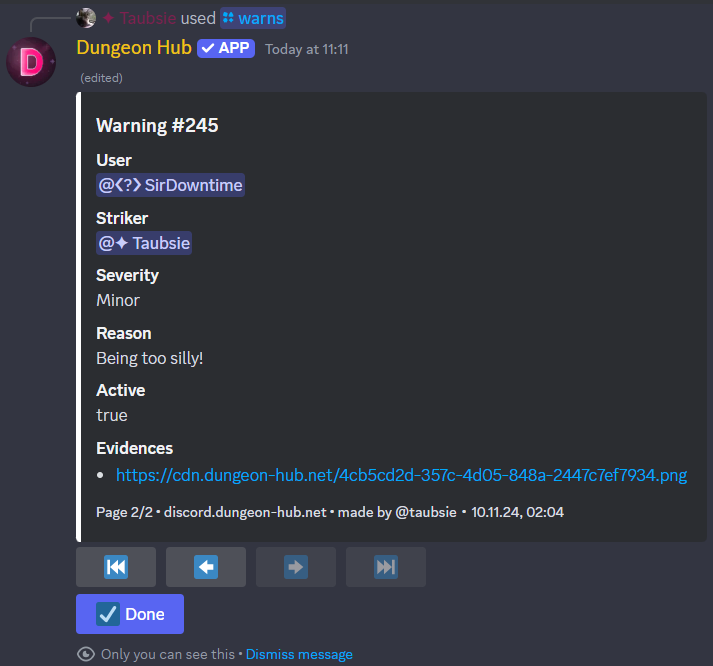 ✦ Taubsie used warns
Dungeon Hub ✓ APP Today at 11:11
(edited)
D
Warning #245
User
@❮?❯ SirDowntime
Striker
@✦ Taubsie
Severity
Minor
Reason
Being too silly!
Active
true
Evidences
• https://cdn.dungeon-hub.net/4cb5cd2d-357c-4d05-848a-2447c7ef7934.png
Page 2/2 • discord.dungeon-hub.net • made by @taubsie • 10.11.24, 02:04
Done
Only you can see this • Dismiss message